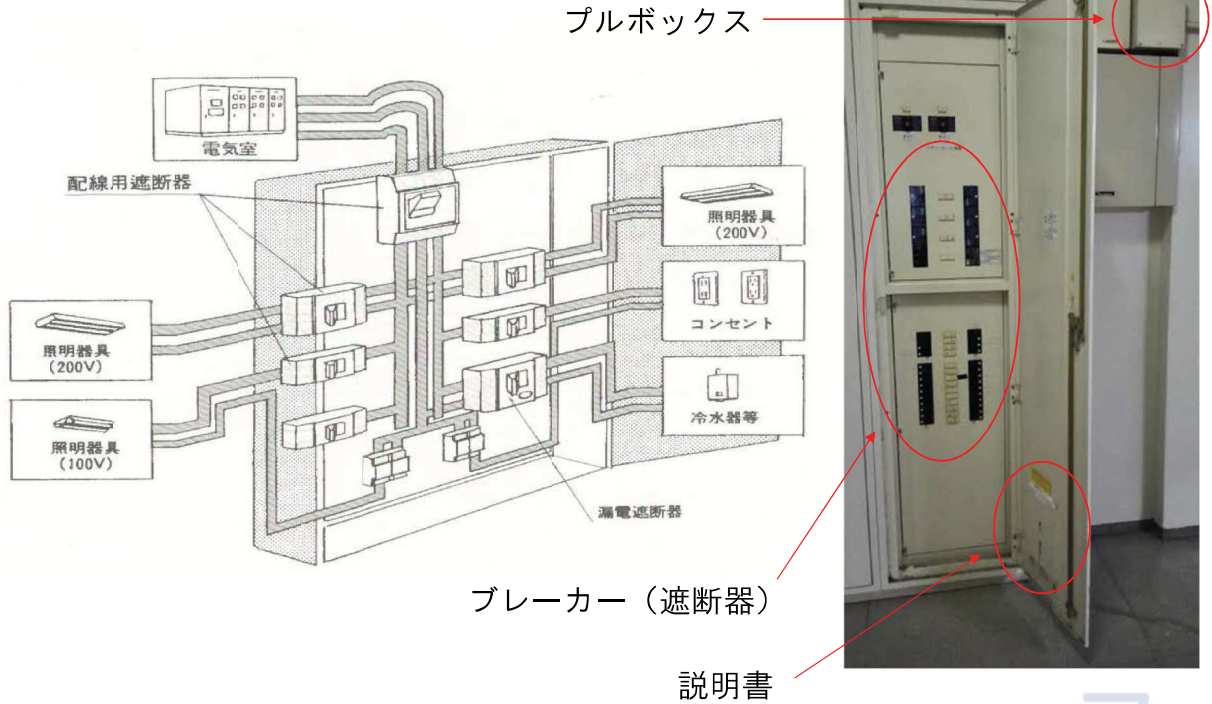 プルボックス
電気室
配線用遮断器
照明器具
(200V)
照明器具
(200V)
コンセント
照明器具
(100V)
冷水器等
漏電遮断器
ブレーカー（遮断器）
説明書